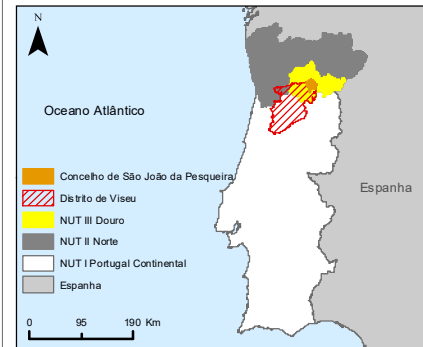 N
Oceano Atlântico
Espanha
Concelho de São João da Pesqueira
Distrito de Viseu
NUT III Douro
NUT II Norte
NUT I Portugal Continental
Espanha
0 95 190 Km